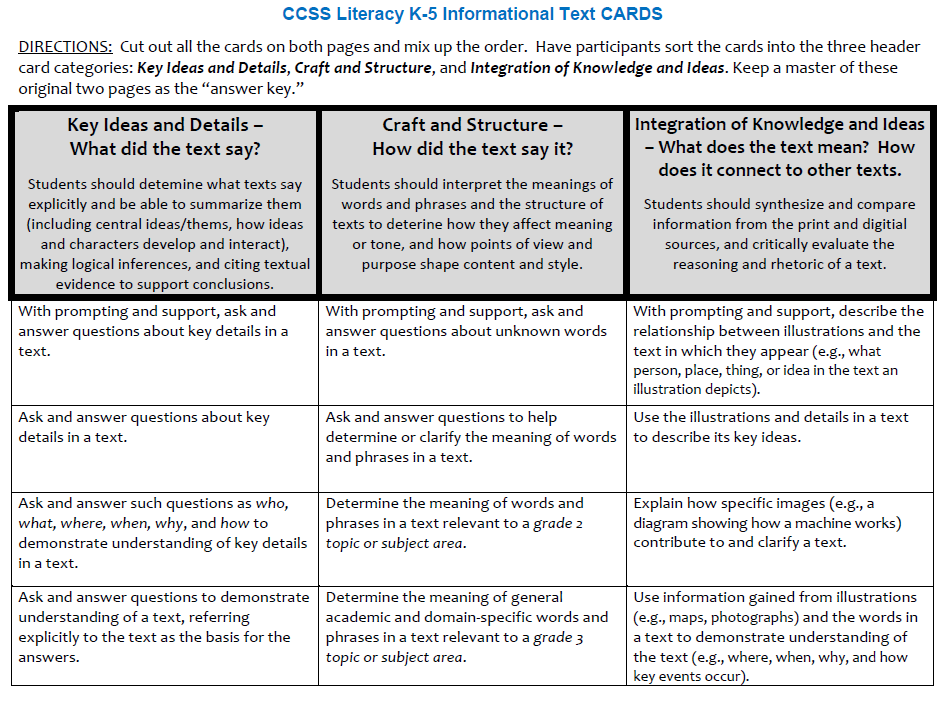 CCSS Literacy K-5 Informational Text CARDS
DIRECTIONS: Cut out all the cards on both pages and mix up the order. Have participants sort the cards into the three header
card categories: Key Ideas and Details, Craft and Structure, and Integration of Knowledge and Ideas. Keep a master of these
original two pages as the “answer key.”
Key Ideas and Details –
What did the text say?
Students should detemine what texts say
explicitly and be able to summarize them
(including central ideas/thems, how ideas
and characters develop and interact),
making logical inferences, and citing textual
evidence to support conclusions.
Craft and Structure –
How did the text say it?
Students should interpret the meanings of
words and phrases and the structure of
texts to deterine how they affect meaning
or tone, and how points of view and
purpose shape content and style.
Integration of Knowledge and Ideas
– What does the text mean? How
does it connect to other texts.
Students should synthesize and compare
information from the print and digitial
sources, and critically evaluate the
reasoning and rhetoric of a text.
With prompting and support, ask and
answer questions about key details in a
text.
With prompting and support, ask and
answer questions about unknown words
in a text.
With prompting and support, describe the
relationship between illustrations and the
text in which they appear (e.g., what
person, place, thing, or idea in the text an
illustration depicts).
Ask and answer questions about key
details in a text.
Ask and answer questions to help
determine or clarify the meaning of words
and phrases in a text.
Use the illustrations and details in a text
to describe its key ideas.
Ask and answer such questions as who,
what, where, when, why, and how to
demonstrate understanding of key details
in a text.
Determine the meaning of words and
phrases in a text relevant to a grade 2
topic or subject area.
Explain how specific images (e.g., a
diagram showing how a machine works)
contribute to and clarify a text.
Ask and answer questions to demonstrate
understanding of a text, referring
explicitly to the text as the basis for the
answers.
Determine the meaning of general
academic and domain-specific words and
phrases in a text relevant to a grade 3
topic or subject area.
Use information gained from illustrations
(e.g., maps, photographs) and the words in
a text to demonstrate understanding of
the text (e.g., where, when, why, and how
key events occur).